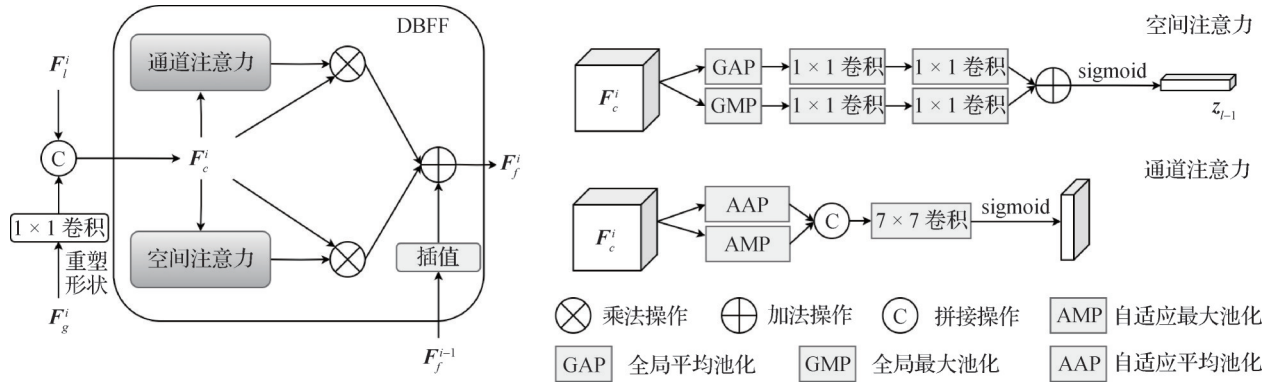 DBFF
F_l^i
通道注意力
C
F_c^i
F_f^i
1 × 1 卷积
重塑
形状
空间注意力
插值
F_g^i
F_f^{i-1}
空间注意力
F_c^i
GAP
1 × 1 卷积
1 × 1 卷积
GMP
1 × 1 卷积
1 × 1 卷积
sigmoid
z_{l-1}
通道注意力
F_c^i
AAP
AMP
C
7 × 7 卷积
sigmoid
乘法操作
加法操作
C 拼接操作
AMP 自适应最大池化
GAP 全局平均池化
GMP 全局最大池化
AAP 自适应平均池化